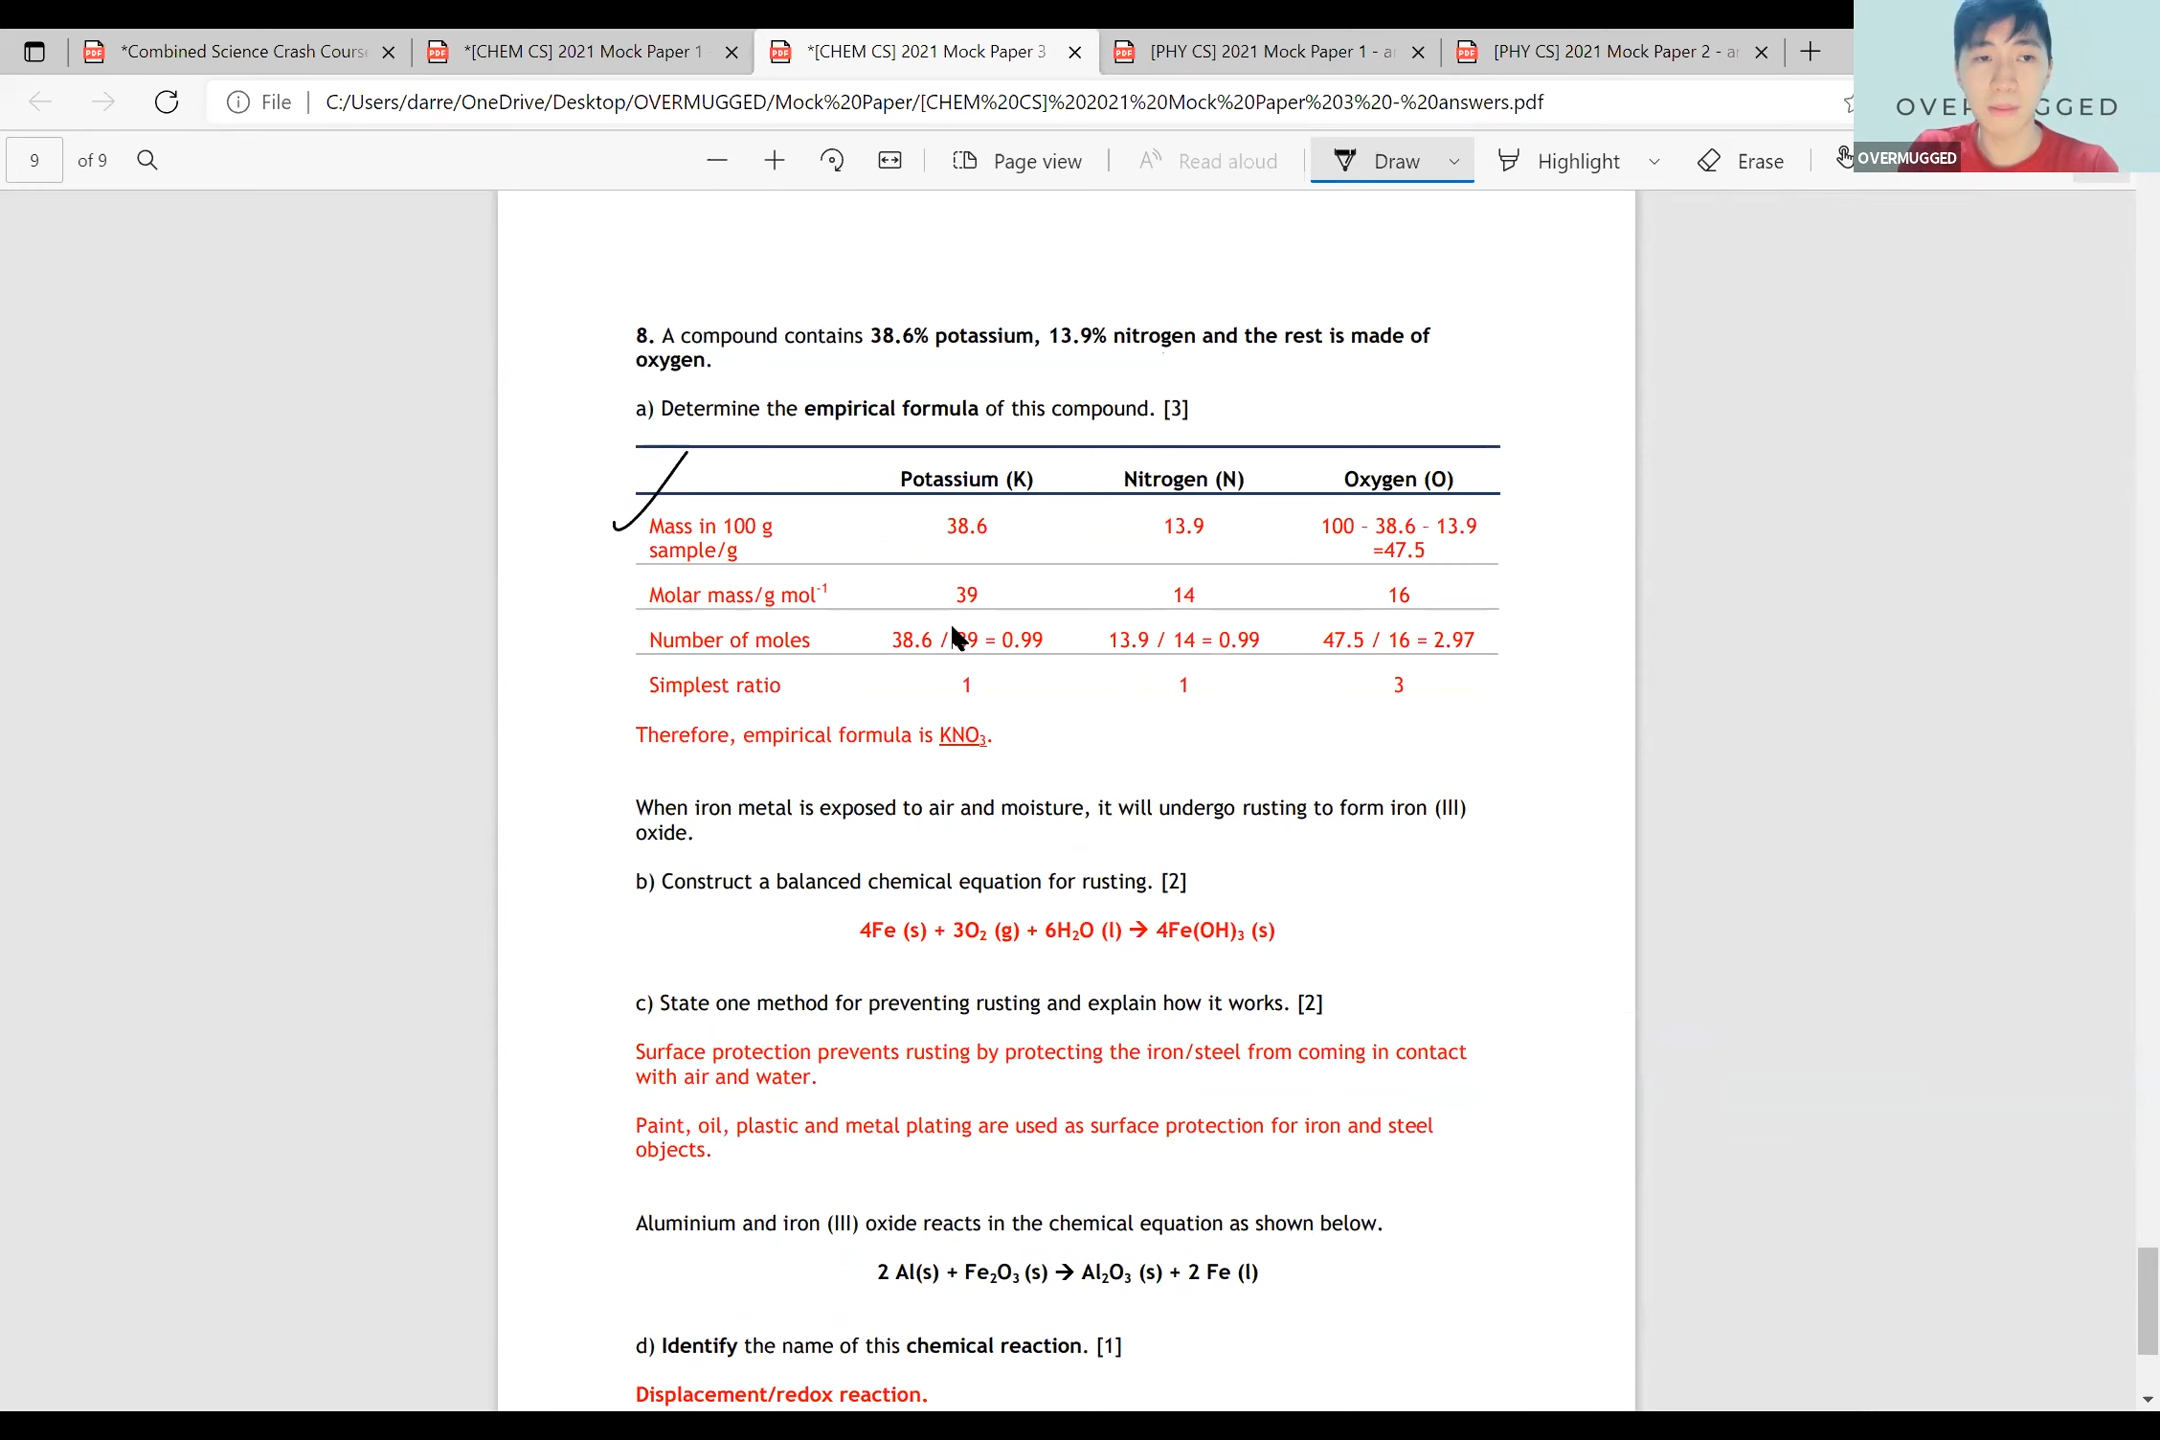 *Combined Science Crash Cours
*[CHEM CS] 2021 Mock Paper 1
*[CHEM CS] 2021 Mock Paper 3
[PHY CS] 2021 Mock Paper 1 - a
[PHY CS] 2021 Mock Paper 2 - a
File
C:/Users/darre/OneDrive/Desktop/OVERMUGGED/Mock%20Paper/[CHEM%20CS]%202021%20Mock%20Paper%203%20-%20answers.pdf
OVERMUGGED
9 of 9
Page view
Read aloud
Draw
Highlight
Erase
8. A compound contains 38.6% potassium, 13.9% nitrogen and the rest is made of
oxygen.
a) Determine the empirical formula of this compound. [3]
Potassium (K) Nitrogen (N) Oxygen (O)
Mass in 100 g 38.6 13.9 100 - 38.6 - 13.9
sample/g =47.5
Molar mass/g mol⁻¹ 39 14 16
Number of moles 38.6 / 39 = 0.99 13.9 / 14 = 0.99 47.5 / 16 = 2.97
Simplest ratio 1 1 3
Therefore, empirical formula is KNO₃.
When iron metal is exposed to air and moisture, it will undergo rusting to form iron (III)
oxide.
b) Construct a balanced chemical equation for rusting. [2]
4Fe (s) + 3O₂ (g) + 6H₂O (l) → 4Fe(OH)₃ (s)
c) State one method for preventing rusting and explain how it works. [2]
Surface protection prevents rusting by protecting the iron/steel from coming in contact
with air and water.
Paint, oil, plastic and metal plating are used as surface protection for iron and steel
objects.
Aluminium and iron (III) oxide reacts in the chemical equation as shown below.
2 Al(s) + Fe₂O₃ (s) → Al₂O₃ (s) + 2 Fe (l)
d) Identify the name of this chemical reaction. [1]
Displacement/redox reaction.